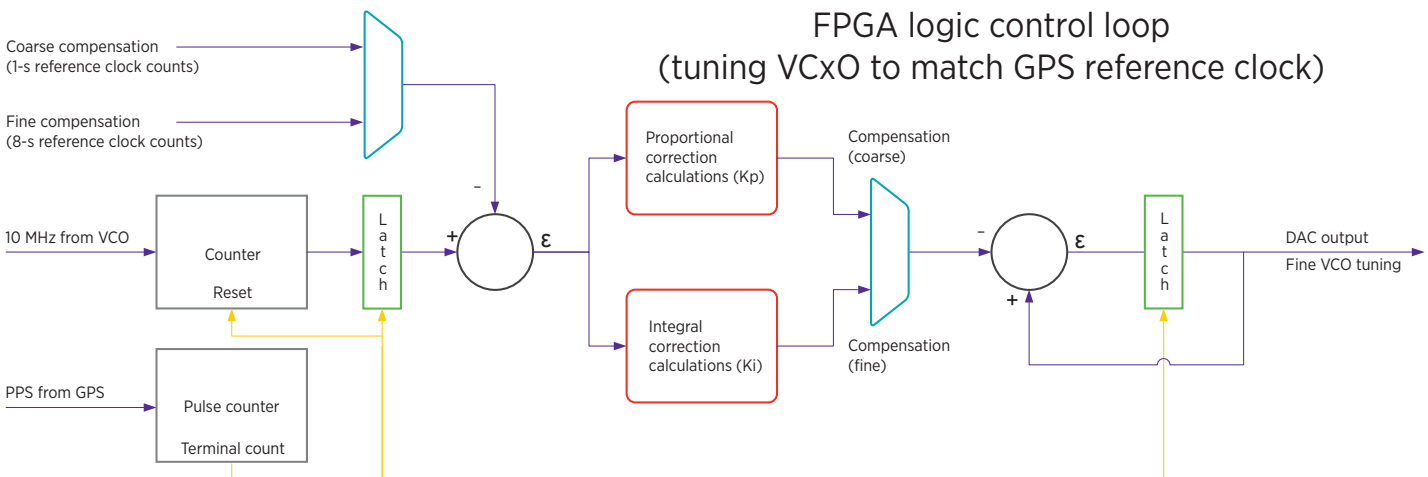 FPGA logic control loop
(tuning VCxO to match GPS reference clock)
Coarse compensation
(1-s reference clock counts)
Fine compensation
(8-s reference clock counts)
Proportional
correction
calculations (Kp)
Compensation
(coarse)
-
10 MHz from VCO
Counter
Reset
Latch
+
ε
-
+
ε
Latch
DAC output
Fine VCO tuning
Integral
correction
calculations (Ki)
Compensation
(fine)
PPS from GPS
Pulse counter
Terminal count